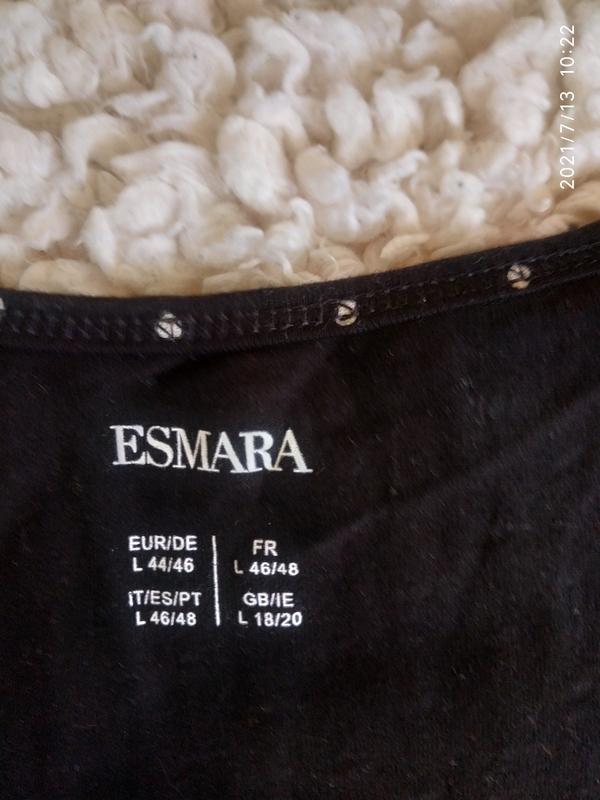 2021/7/13 10:22
ESMARA
EUR/DE
L 44/46
IT/ES/PT
L 46/48
FR
L 46/48
GB/IE
L 18/20